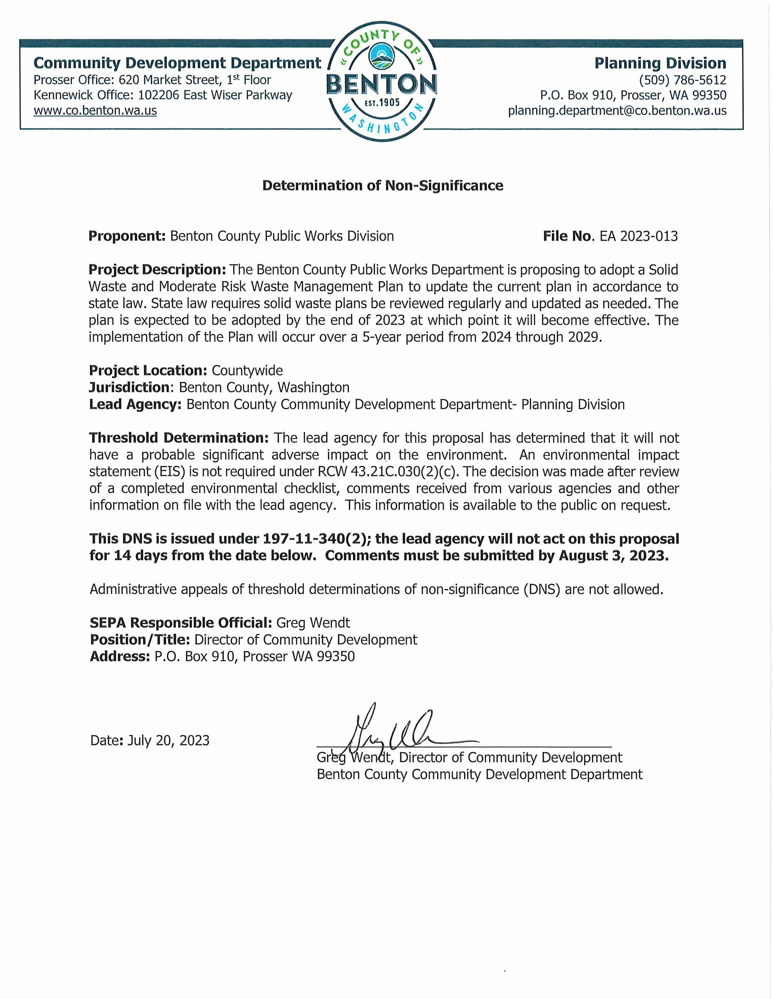 Community Development Department
Prosser Office: 620 Market Street, 1st Floor
Kennewick Office: 102206 East Wiser Parkway
www.co.benton.wa.us
« COUNTY OF »
BENTON
EST.1905
« WASHINGTON »
Planning Division
(509) 786-5612
P.O. Box 910, Prosser, WA 99350
planning.department@co.benton.wa.us
Determination of Non-Significance
Proponent: Benton County Public Works Division File No. EA 2023-013
Project Description: The Benton County Public Works Department is proposing to adopt a Solid
Waste and Moderate Risk Waste Management Plan to update the current plan in accordance to
state law. State law requires solid waste plans be reviewed regularly and updated as needed. The
plan is expected to be adopted by the end of 2023 at which point it will become effective. The
implementation of the Plan will occur over a 5-year period from 2024 through 2029.
Project Location: Countywide
Jurisdiction: Benton County, Washington
Lead Agency: Benton County Community Development Department- Planning Division
Threshold Determination: The lead agency for this proposal has determined that it will not
have a probable significant adverse impact on the environment. An environmental impact
statement (EIS) is not required under RCW 43.21C.030(2)(c). The decision was made after review
of a completed environmental checklist, comments received from various agencies and other
information on file with the lead agency. This information is available to the public on request.
This DNS is issued under 197-11-340(2); the lead agency will not act on this proposal
for 14 days from the date below. Comments must be submitted by August 3, 2023.
Administrative appeals of threshold determinations of non-significance (DNS) are not allowed.
SEPA Responsible Official: Greg Wendt
Position/Title: Director of Community Development
Address: P.O. Box 910, Prosser WA 99350
Date: July 20, 2023
Greg Wendt, Director of Community Development
Benton County Community Development Department